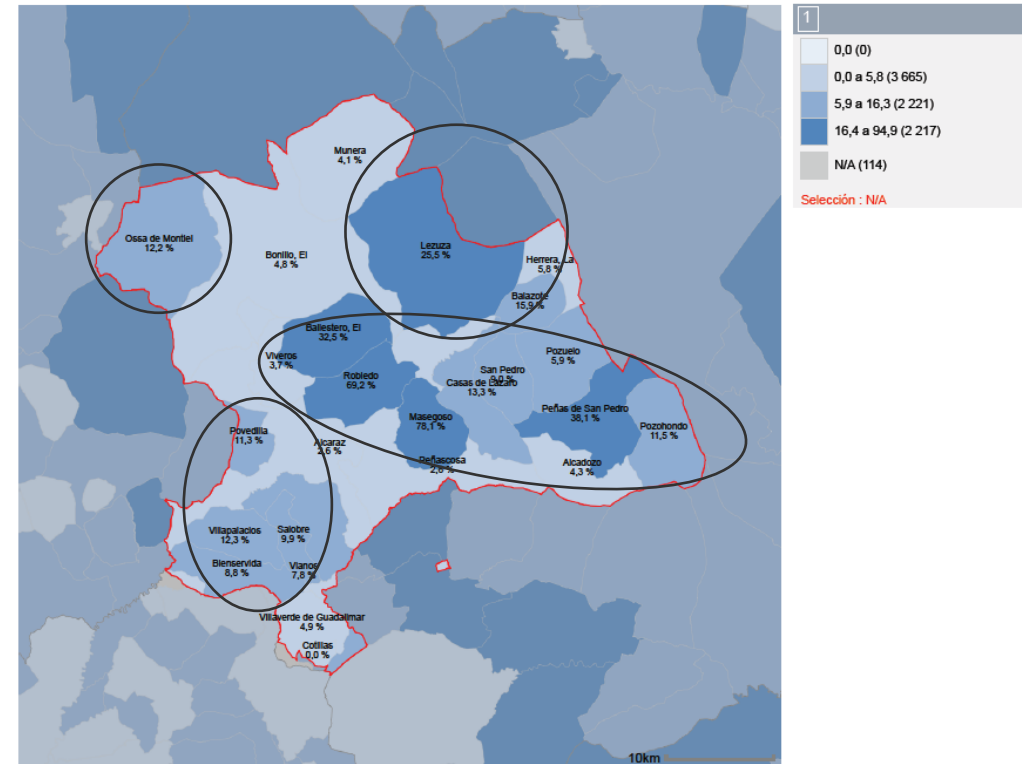 1
0,0 (0)
0,0 a 5,8 (3 665)
5,9 a 16,3 (2 221)
16,4 a 94,9 (2 217)
N/A (114)
Selección : N/A
Munera
4,1 %
Ossa de Montiel
12,2 %
Bonillo, El
4,8 %
Lezuza
25,5 %
Herrera, La
5,8 %
Balazote
15,9 %
Ballestero, El
32,5 %
Viveros
3,7 %
Robledo
69,2 %
Pozuelo
5,9 %
San Pedro
9,0 %
Casas de Lázaro
13,3 %
Masegoso
78,1 %
Peñas de San Pedro
38,1 %
Pozohondo
11,5 %
Povedilla
11,3 %
Alcaraz
2,6 %
Peñascosa
2,6 %
Alcadozo
4,3 %
Villapalacios
12,3 %
Salobre
9,9 %
Bienservida
8,8 %
Vianos
7,8 %
Villaverde de Guadalimar
4,9 %
Cotillas
0,0 %
10km